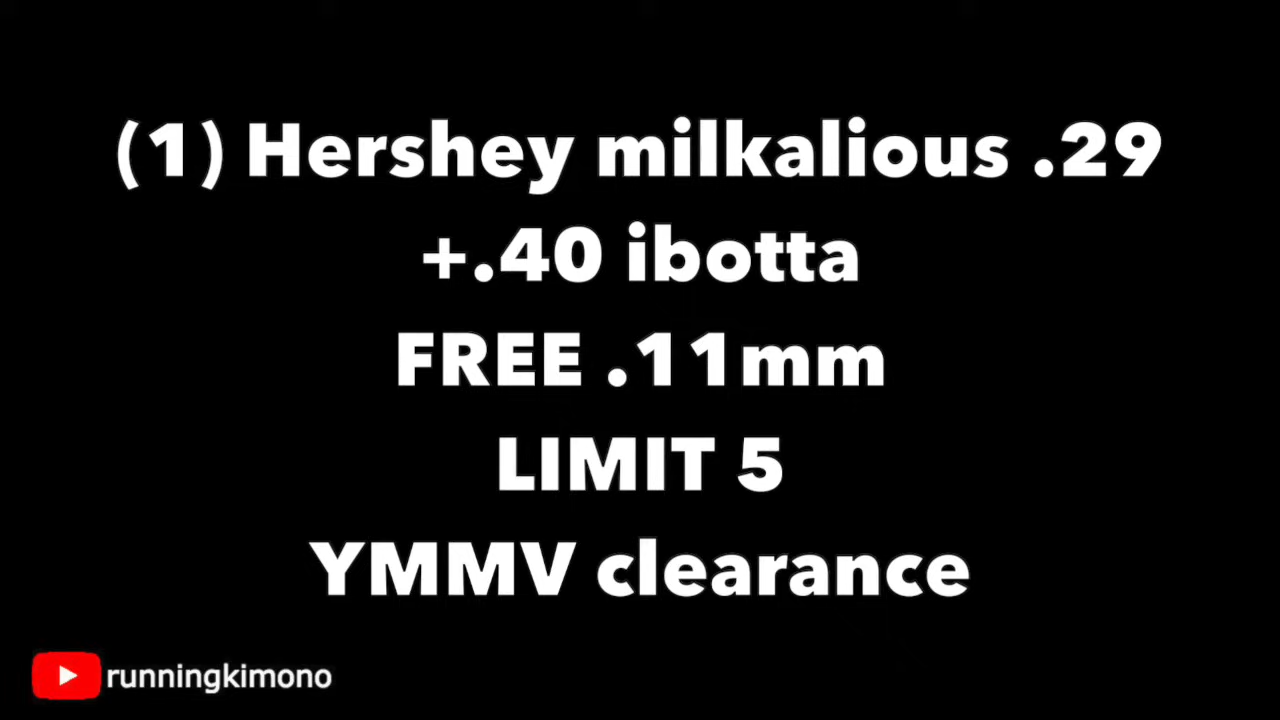 (1) Hershey milkalious .29
+.40 ibotta
FREE .11mm
LIMIT 5
YMMV clearance
runningkimono